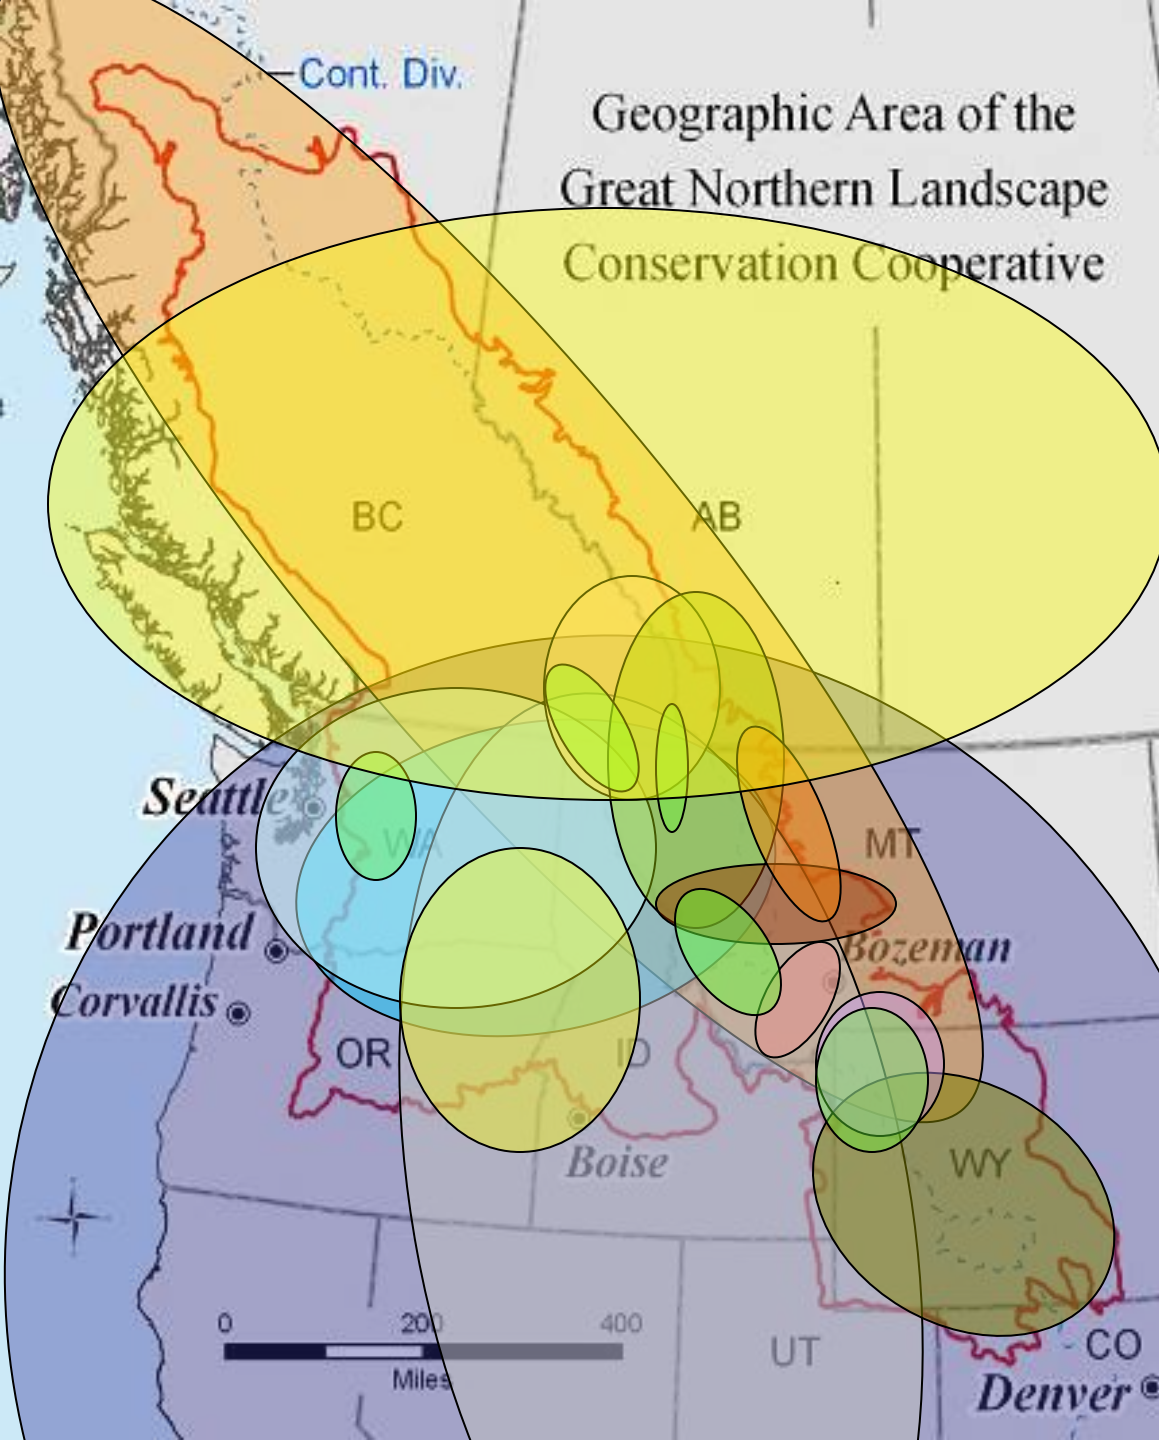 Cont. Div.
Geographic Area of the
Great Northern Landscape
Conservation Cooperative
BC
AB
Seattle
WA
MT
Portland
Bozeman
Corvallis
OR
ID
Boise
WY
0 200 400
Miles
UT
CO
Denver